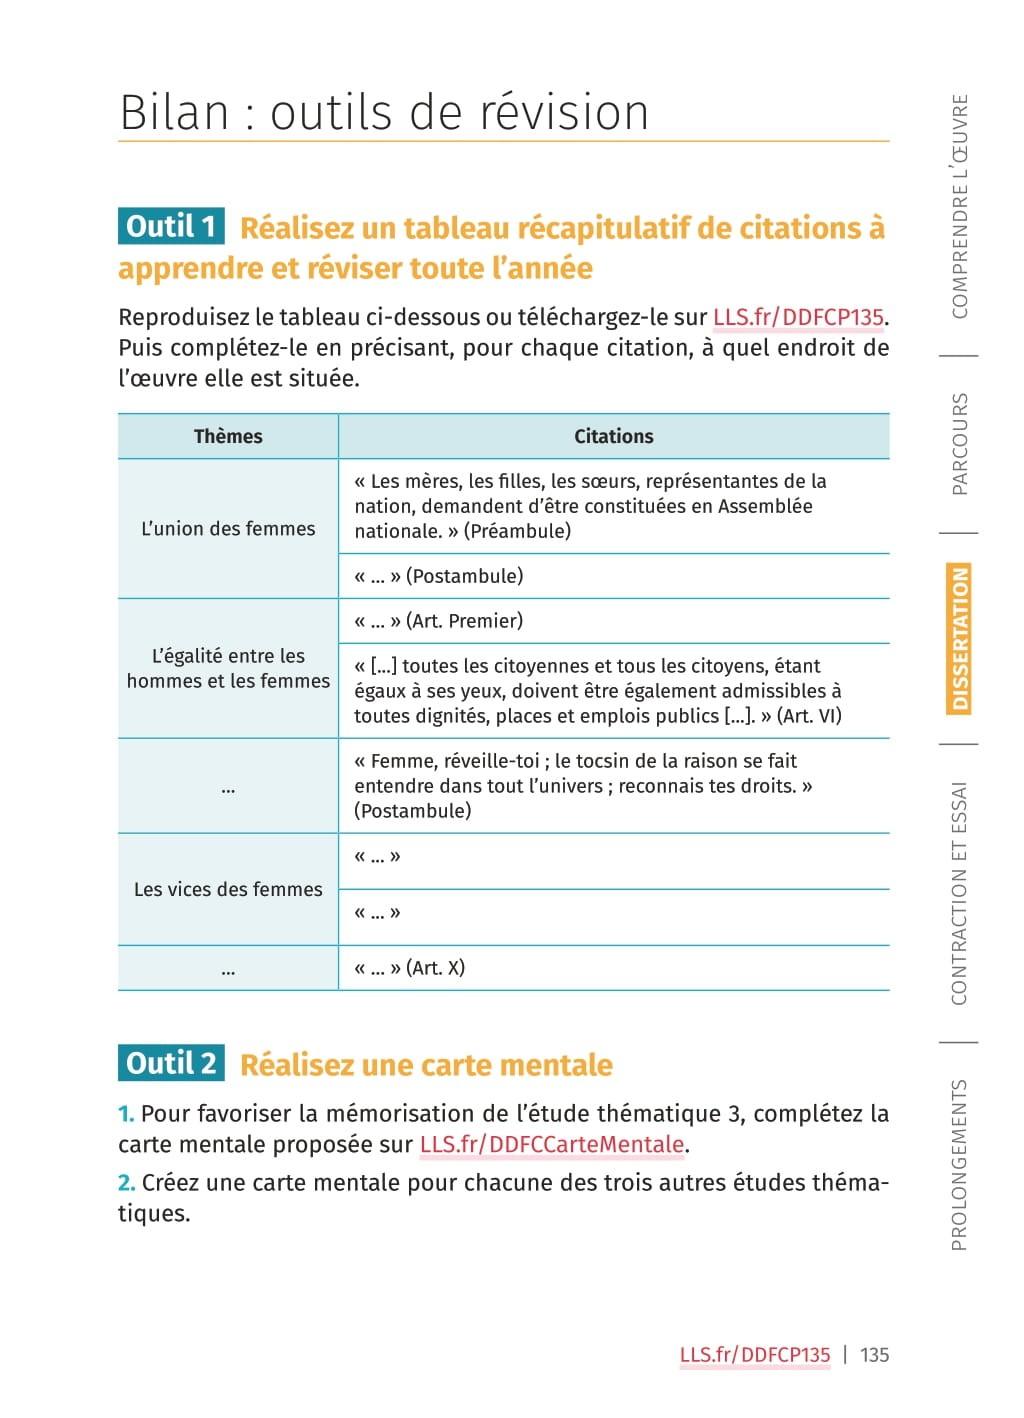 Bilan : outils de révision
Outil 1 Réalisez un tableau récapitulatif de citations à
apprendre et réviser toute l'année
Reproduisez le tableau ci-dessous ou téléchargez-le sur LLS.fr/DDFCP135.
Puis complétez-le en précisant, pour chaque citation, à quel endroit de
l'œuvre elle est située.
Thèmes
Citations
L'union des femmes
« Les mères, les filles, les sœurs, représentantes de la
nation, demandent d'être constituées en Assemblée
nationale. » (Préambule)
« ... » (Postambule)
L'égalité entre les
hommes et les femmes
« ... » (Art. Premier)
« [...] toutes les citoyennes et tous les citoyens, étant
égaux à ses yeux, doivent être également admissibles à
toutes dignités, places et emplois publics [...]. » (Art. VI)
...
« Femme, réveille-toi ; le tocsin de la raison se fait
entendre dans tout l'univers ; reconnais tes droits. »
(Postambule)
Les vices des femmes
« ... »
« ... »
...
« ... » (Art. X)
Outil 2 Réalisez une carte mentale
1. Pour favoriser la mémorisation de l'étude thématique 3, complétez la
carte mentale proposée sur LLS.fr/DDFCCarteMentale.
2. Créez une carte mentale pour chacune des trois autres études théma-
tiques.
COMPRENDRE L'ŒUVRE
PARCOURS
DISSERTATION
CONTRACTION ET ESSAI
PROLONGEMENTS
LLS.fr/DDFCP135 | 135